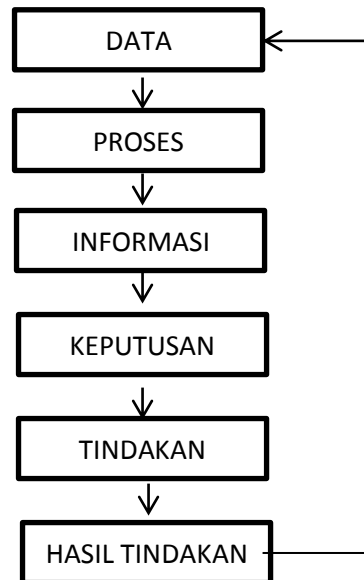 DATA
PROSES
INFORMASI
KEPUTUSAN
TINDAKAN
HASIL TINDAKAN